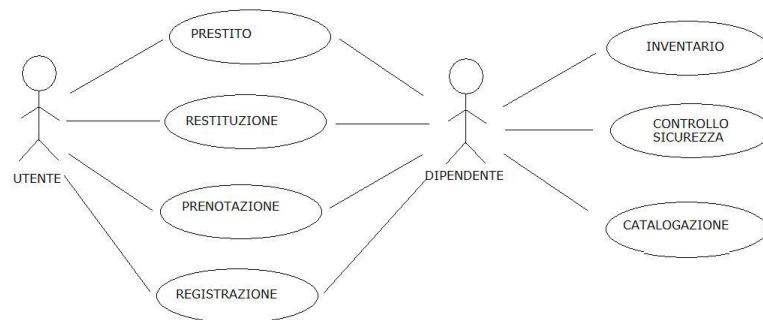 PRESTITO
INVENTARIO
RESTITUZIONE
CONTROLLO
SICUREZZA
UTENTE
DIPENDENTE
PRENOTAZIONE
CATALOGAZIONE
REGISTRAZIONE